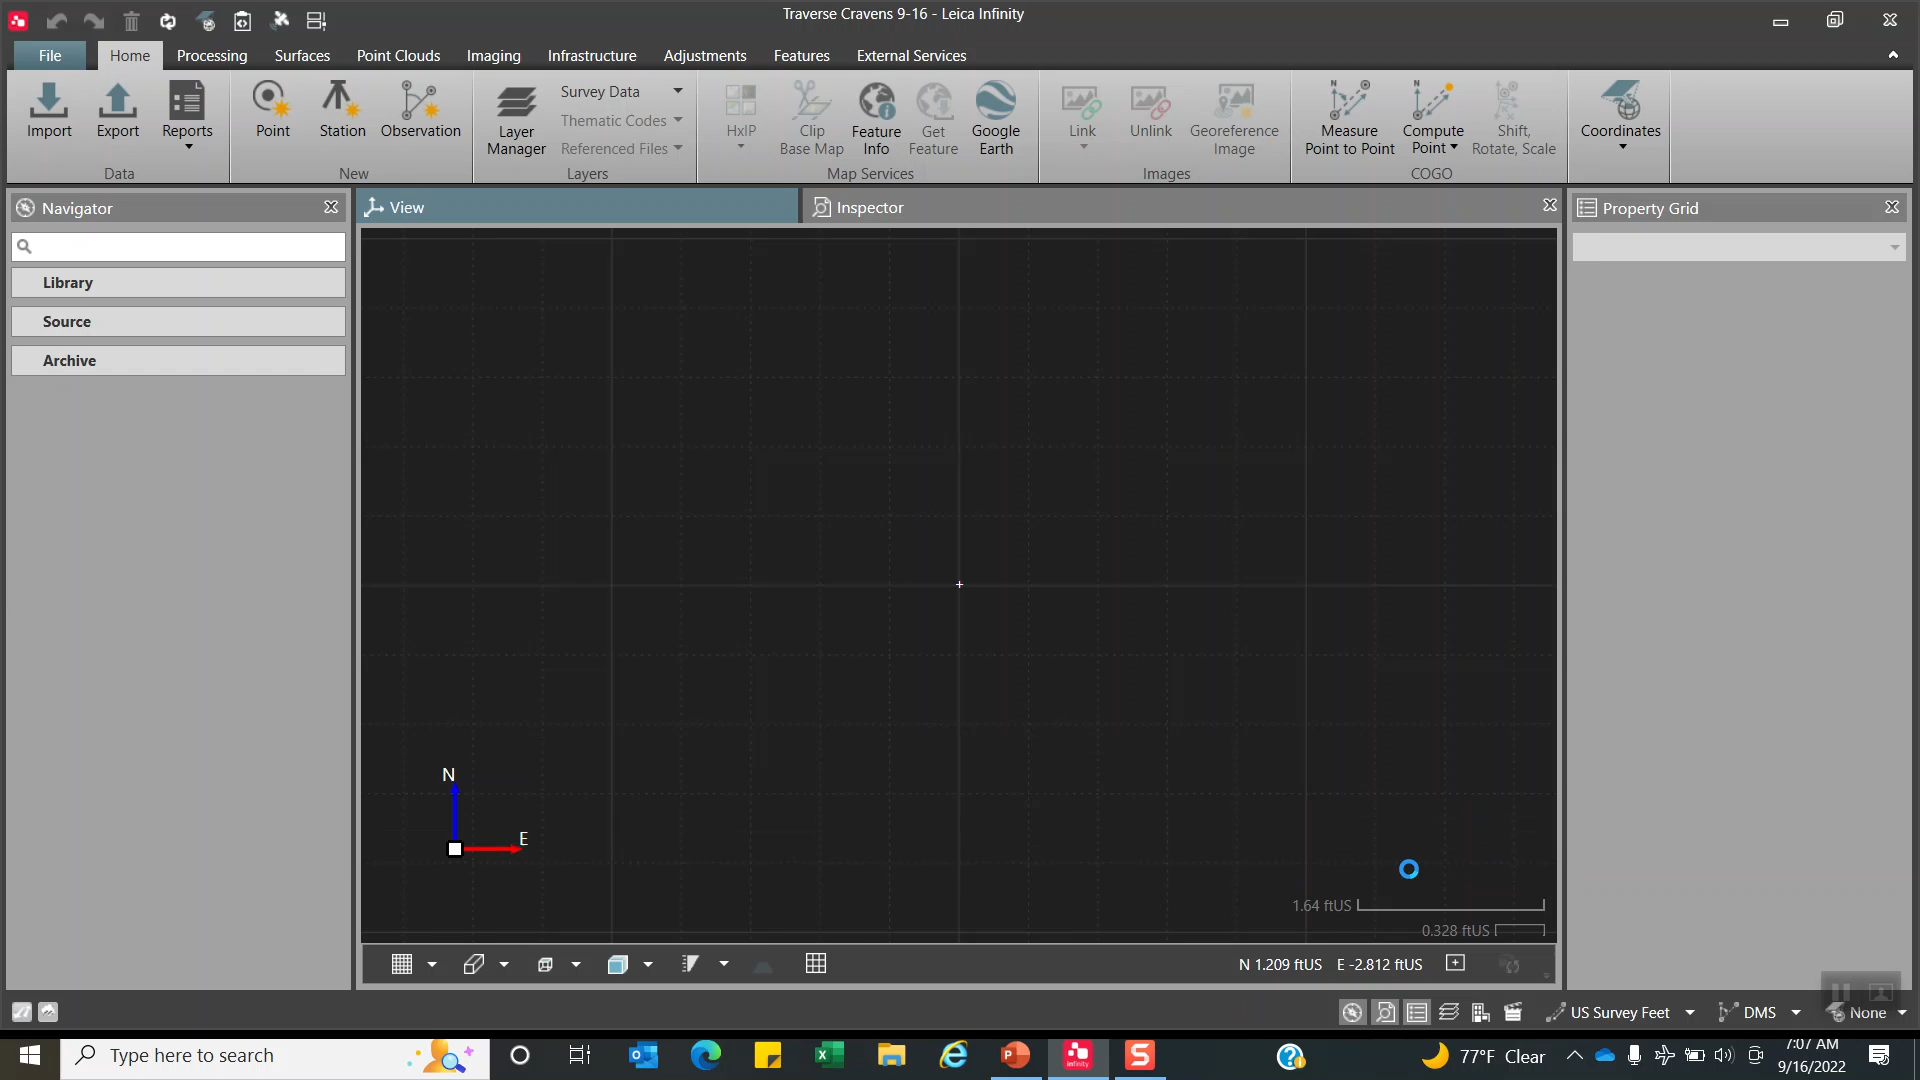 Traverse Cravens 9-16 - Leica Infinity
File Home Processing Surfaces Point Clouds Imaging Infrastructure Adjustments Features External Services
Import Export Reports
Data
Point Station Observation
New
Layer Manager
Survey Data
Thematic Codes
Referenced Files
Layers
HxIP
Clip Base Map
Feature Info
Get Feature
Google Earth
Map Services
Link Unlink
Georeference Image
Images
Measure Point to Point
Compute Point
Shift, Rotate, Scale
COGO
Coordinates
Navigator
View
Inspector
Property Grid
Library
Source
Archive
N
E
1.64 ftUS
0.328 ftUS
N 1.209 ftUS E -2.812 ftUS
US Survey Feet DMS None
Type here to search
77°F Clear
7:07 AM
9/16/2022